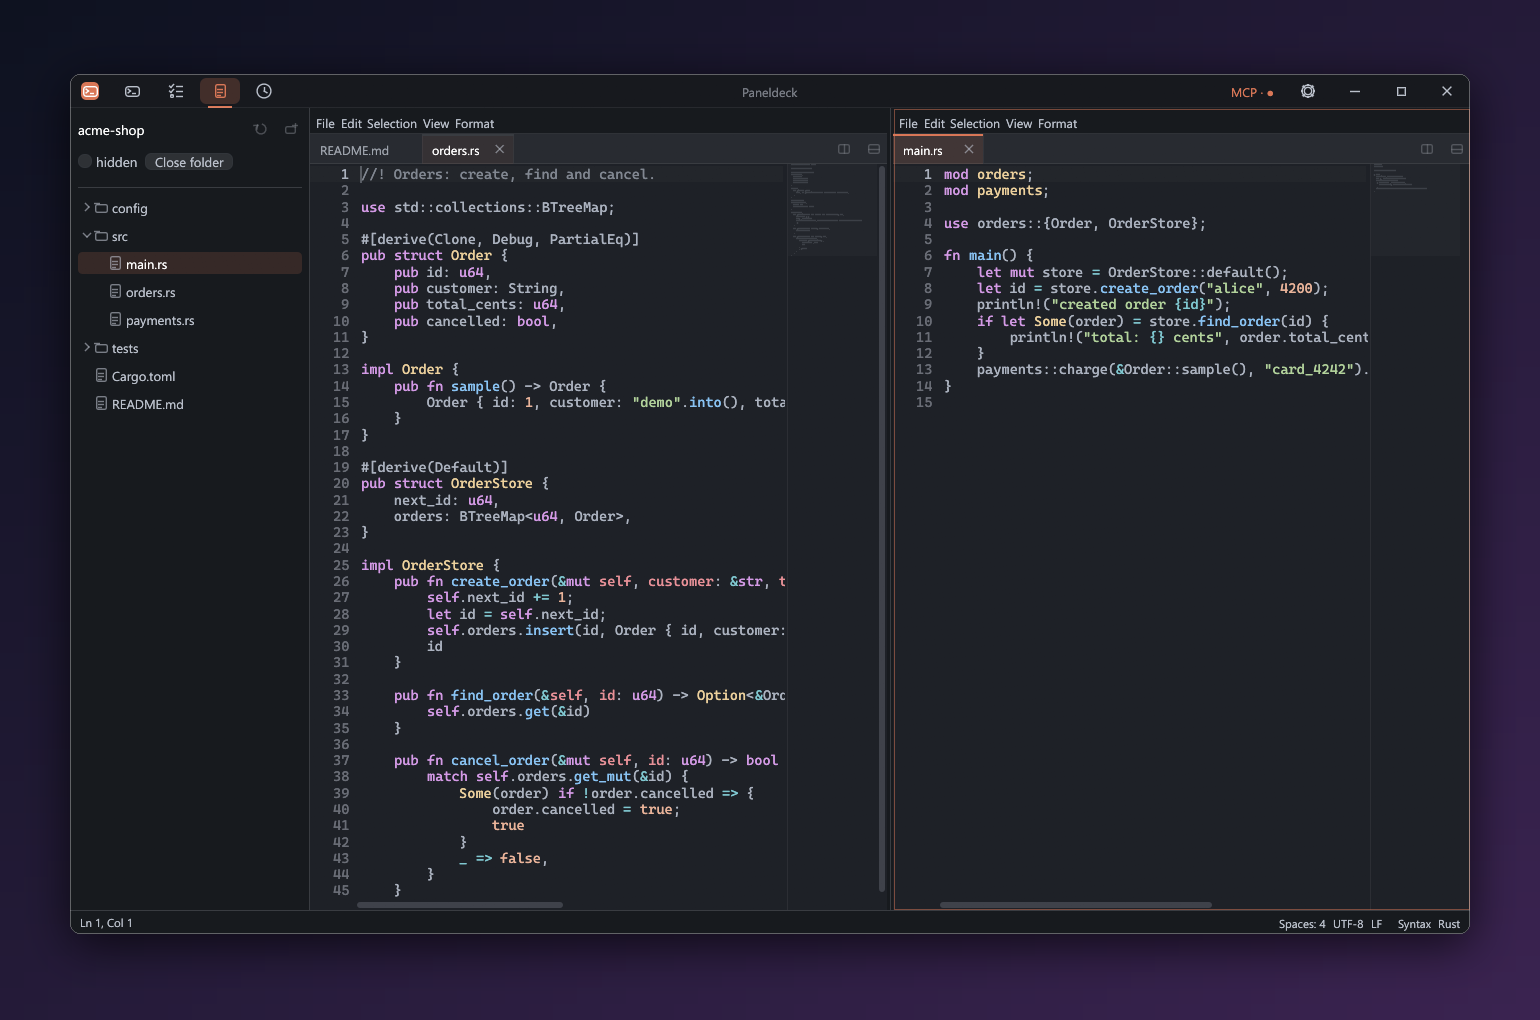 Paneldeck
MCP
acme-shop
hidden Close folder
config
src
main.rs
orders.rs
payments.rs
tests
Cargo.toml
README.md
File Edit Selection View Format
README.md orders.rs
1 //! Orders: create, find and cancel.
2
3 use std::collections::BTreeMap;
4
5 #[derive(Clone, Debug, PartialEq)]
6 pub struct Order {
7 pub id: u64,
8 pub customer: String,
9 pub total_cents: u64,
10 pub cancelled: bool,
11 }
12
13 impl Order {
14 pub fn sample() -> Order {
15 Order { id: 1, customer: "demo".into(), tota
16 }
17 }
18
19 #[derive(Default)]
20 pub struct OrderStore {
21 next_id: u64,
22 orders: BTreeMap<u64, Order>,
23 }
24
25 impl OrderStore {
26 pub fn create_order(&mut self, customer: &str, t
27 self.next_id += 1;
28 let id = self.next_id;
29 self.orders.insert(id, Order { id, customer:
30 id
31 }
32
33 pub fn find_order(&self, id: u64) -> Option<&Ord
34 self.orders.get(&id)
35 }
36
37 pub fn cancel_order(&mut self, id: u64) -> bool
38 match self.orders.get_mut(&id) {
39 Some(order) if !order.cancelled => {
40 order.cancelled = true;
41 true
42 }
43 _ => false,
44 }
45 }
File Edit Selection View Format
main.rs
1 mod orders;
2 mod payments;
3
4 use orders::{Order, OrderStore};
5
6 fn main() {
7 let mut store = OrderStore::default();
8 let id = store.create_order("alice", 4200);
9 println!("created order {id}");
10 if let Some(order) = store.find_order(id) {
11 println!("total: {} cents", order.total_cent
12 }
13 payments::charge(&Order::sample(), "card_4242").
14 }
15
Ln 1, Col 1
Spaces: 4 UTF-8 LF Syntax Rust